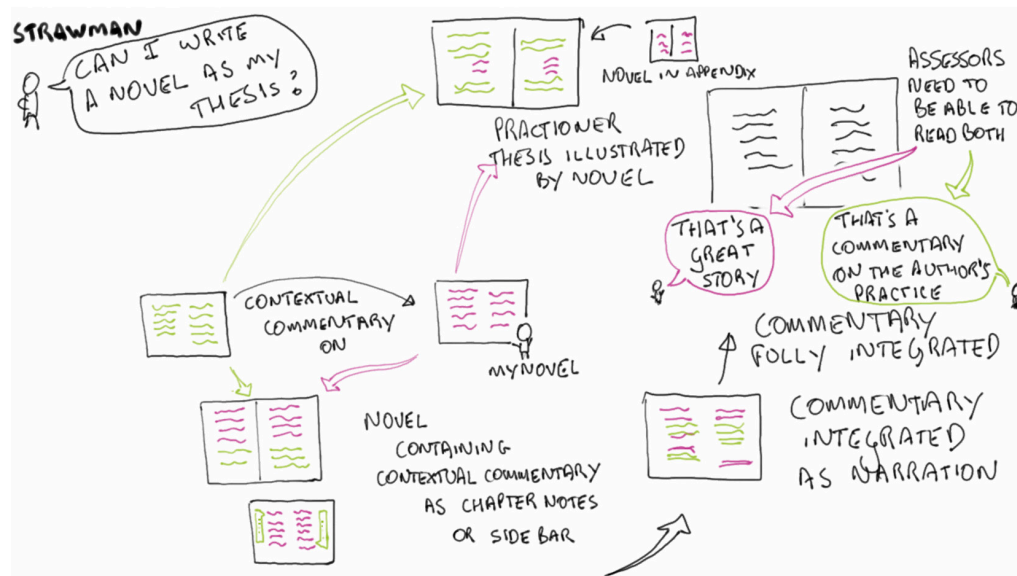 STRAWMAN
CAN I WRITE
A NOVEL AS MY
THESIS?
NOVEL IN APPENDIX
PRACTIONER
THESIS ILLUSTRATED
BY NOVEL
ASSESSORS
NEED TO
BE ABLE TO
READ BOTH
THAT'S A
GREAT
STORY
THAT'S A
COMMENTARY
ON THE AUTHOR'S
PRACTICE
CONTEXTUAL
COMMENTARY
ON
MY NOVEL
COMMENTARY
FULLY INTEGRATED
NOVEL
CONTAINING
CONTEXTUAL COMMENTARY
AS CHAPTER NOTES
OR SIDE BAR
COMMENTARY
INTEGRATED
AS NARRATION